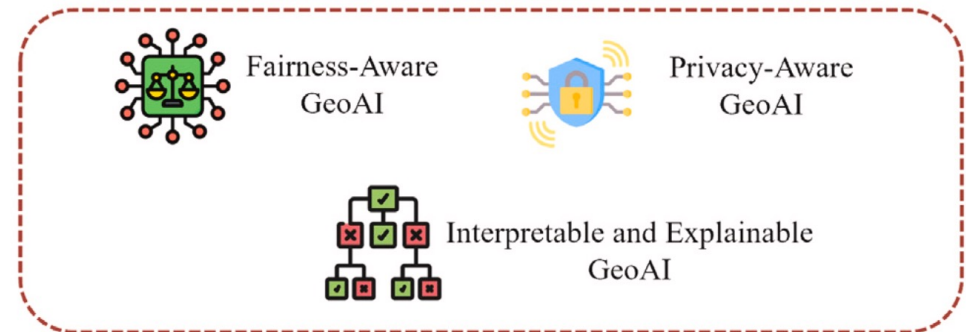 Fairness-Aware
GeoAI
Privacy-Aware
GeoAI
Interpretable and Explainable
GeoAI